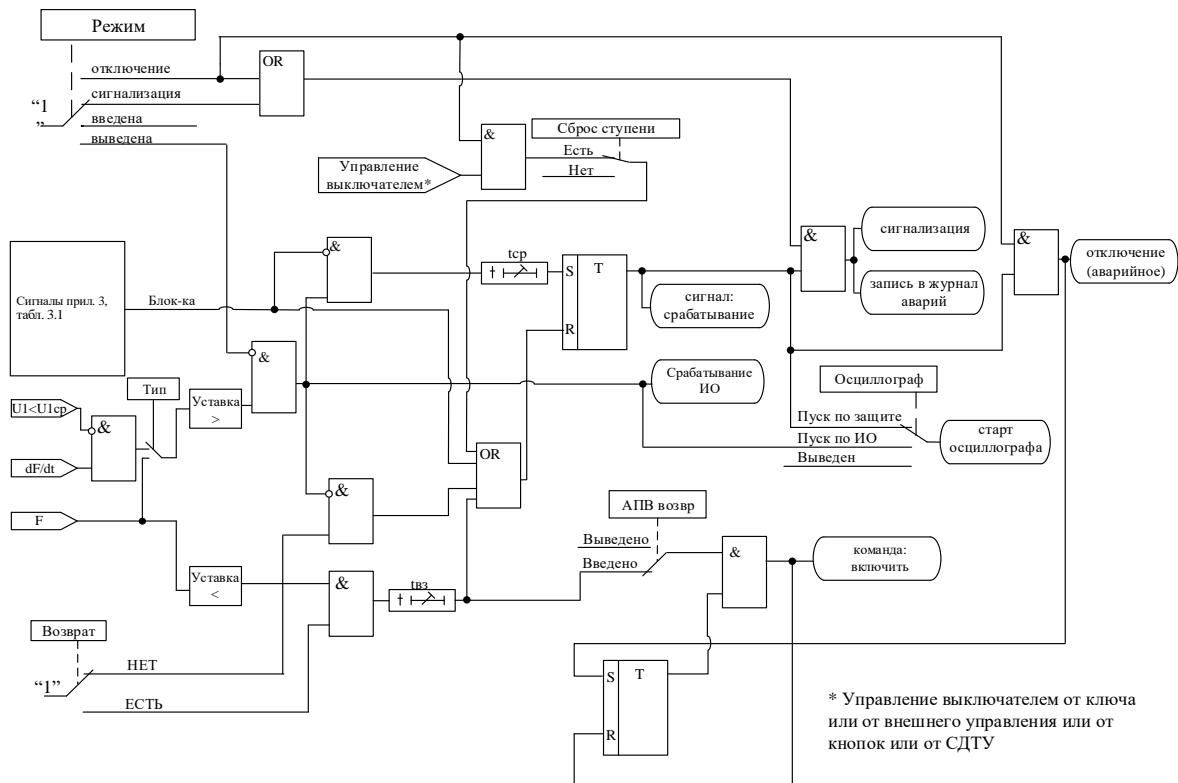 Режим
отключение
OR
сигнализация
“1
”
введена
выведена
Сброс ступени
&
Есть
Нет
Управление
выключателем*
сигнализация
&
&
отключение
(аварийное)
запись в журнал
аварий
&
tср
S
T
R
Сигналы прил. 3,
табл. 3.1
Блок-ка
сигнал:
срабатывание
&
Тип
Срабатывание
ИО
Осциллограф
U1<U1ср
&
Уставка
>
Пуск по защите
Пуск по ИО
Выведен
старт
осциллографа
dF/dt
OR
F
&
АПВ возвр
Выведено
Введено
&
команда:
включить
Уставка
<
&
tвз
Возврат
“1”
НЕТ
ЕСТЬ
S
T
R
* Управление выключателем от ключа
или от внешнего управления или от
кнопок или от СДТУ